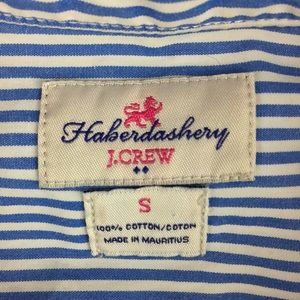 Haberdashery
J.CREW
S
100% COTTON/COTON
MADE IN MAURITIUS